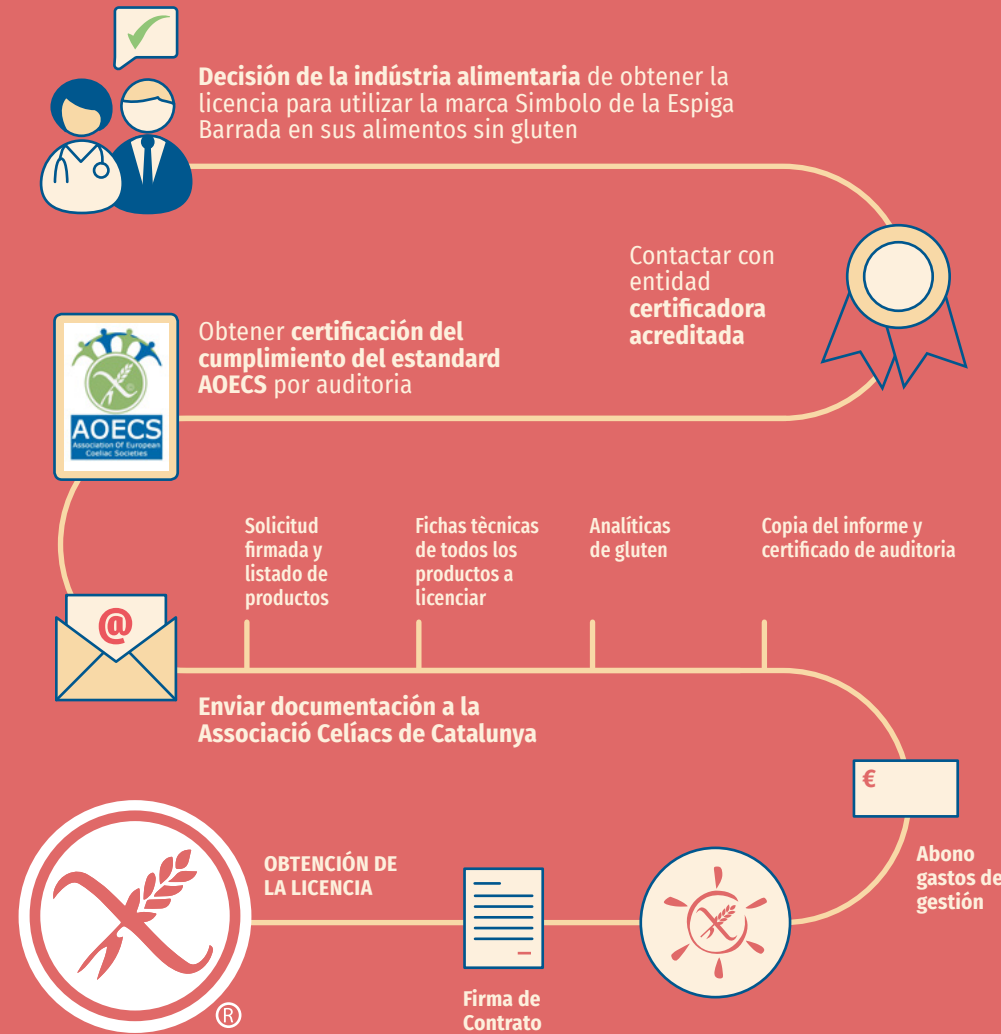 Decisión de la indústria alimentaria de obtener la
licencia para utilizar la marca Simbolo de la Espiga
Barrada en sus alimentos sin gluten
Contactar con
entidad
certificadora
acreditada
Obtener certificación del
cumplimiento del estandard
AOECS por auditoria
AOECS
Association Of European
Coeliac Societies
Solicitud
firmada y
listado de
productos
Fichas tècnicas
de todos los
productos a
licenciar
Analíticas
de gluten
Copia del informe y
certificado de auditoria
@
Enviar documentación a la
Associació Celíacs de Catalunya
€
Abono
gastos de
gestión
OBTENCIÓN DE
LA LICENCIA
Firma de
Contrato
®